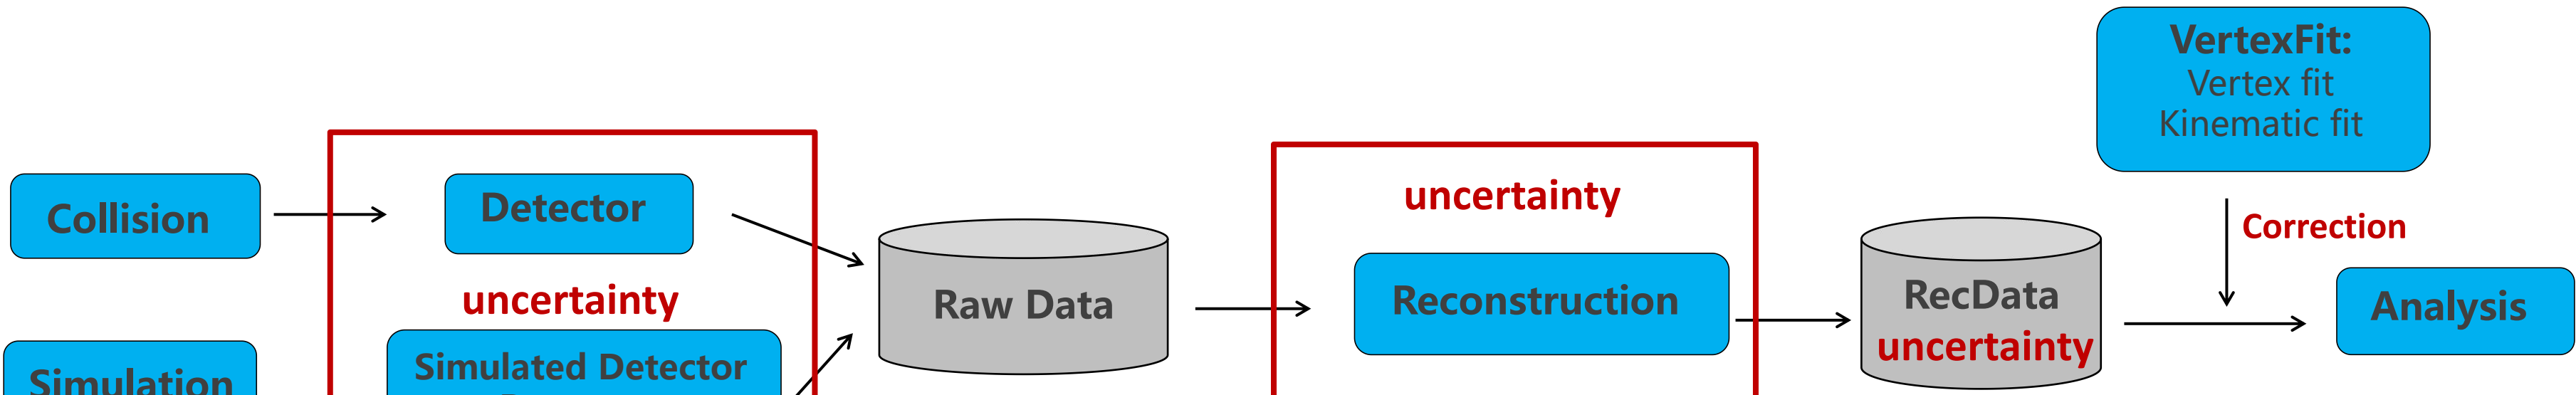 VertexFit:
Vertex fit
Kinematic fit
Collision
Detector
uncertainty
Correction
uncertainty
Raw Data
Reconstruction
RecData
uncertainty
Analysis
Simulation
Simulated Detector